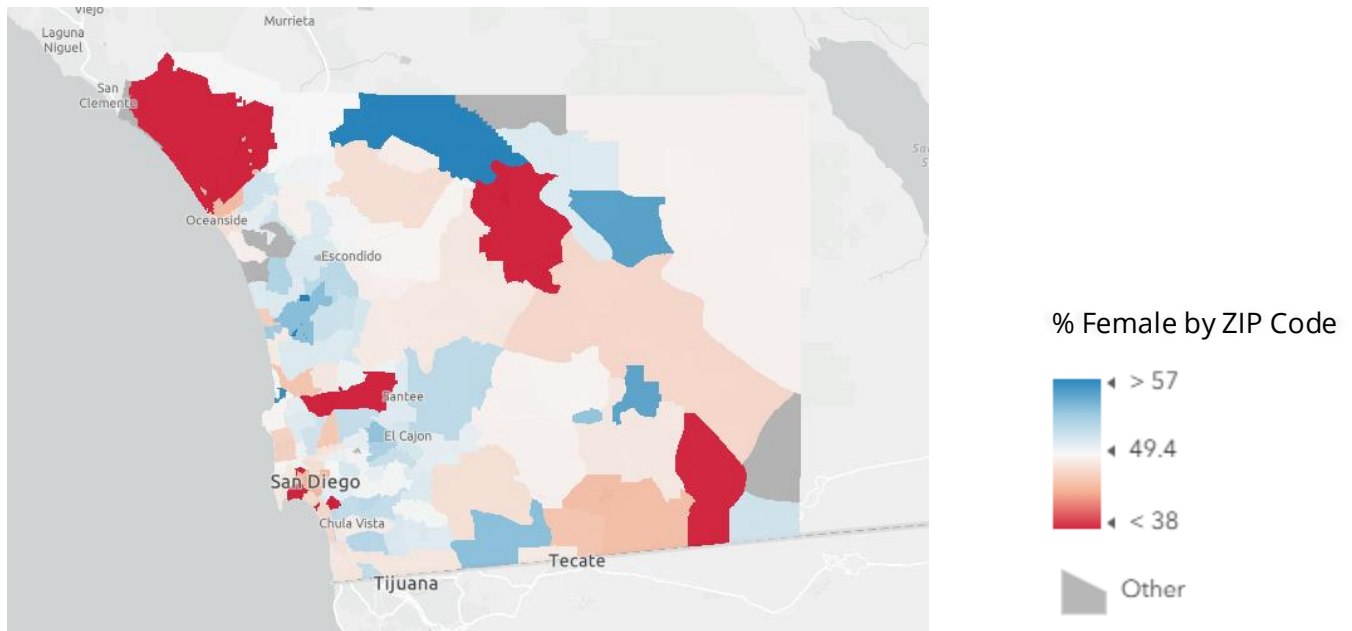 Viejo
Murrieta
Laguna
Niguel
San
Clemente
Oceanside
Escondido
Santee
El Cajon
San Diego
Chula Vista
Tecate
Tijuana
% Female by ZIP Code
> 57
49.4
< 38
Other